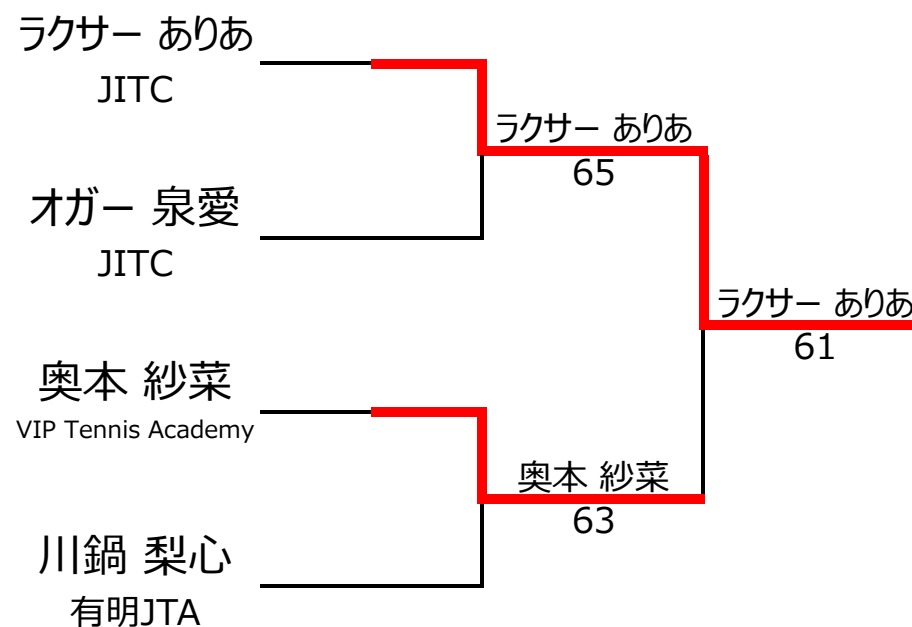 ラクサー ありあ
JITC
オガー 泉愛
JITC
奥本 紗菜
VIP Tennis Academy
川鍋 梨心
有明JTA
ラクサー ありあ
65
奥本 紗菜
63
ラクサー ありあ
61